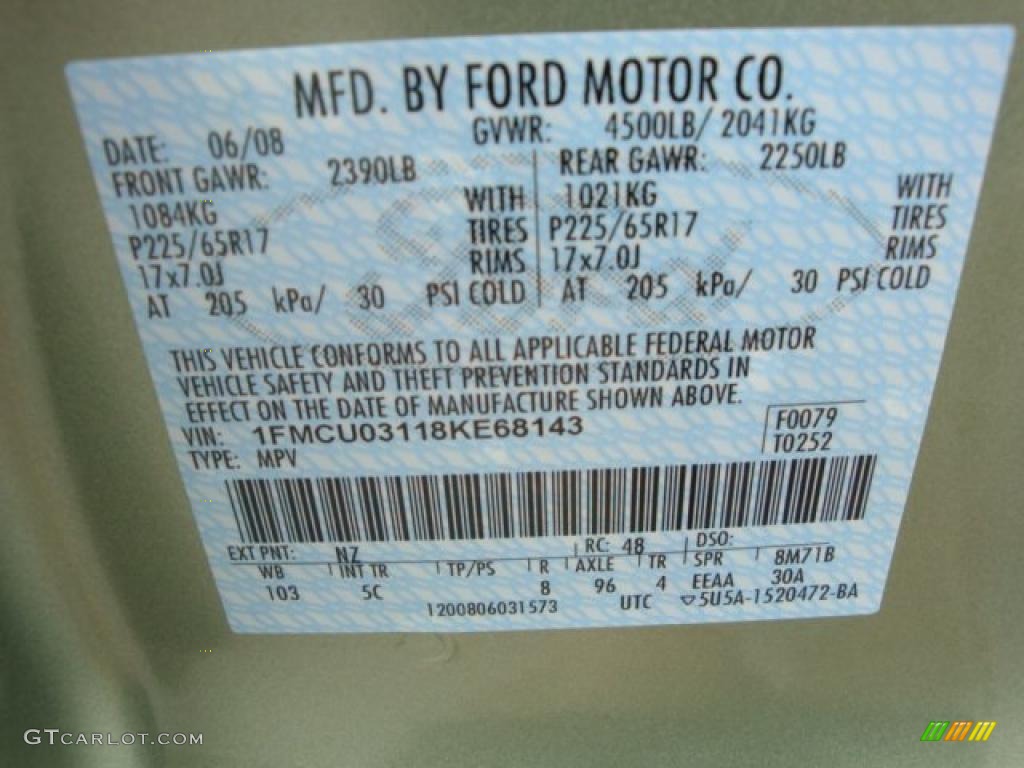 MFD. BY FORD MOTOR CO.
DATE: 06/08 GVWR: 4500LB/ 2041KG
FRONT GAWR: 2390LB REAR GAWR: 2250LB
1084KG WITH 1021KG WITH
P225/65R17 TIRES P225/65R17 TIRES
17x7.0J RIMS 17x7.0J RIMS
AT 205 kPa/ 30 PSI COLD AT 205 kPa/ 30 PSI COLD
THIS VEHICLE CONFORMS TO ALL APPLICABLE FEDERAL MOTOR
VEHICLE SAFETY AND THEFT PREVENTION STANDARDS IN
EFFECT ON THE DATE OF MANUFACTURE SHOWN ABOVE.
VIN: 1FMCU03118KE68143 F0079
TYPE: MPV T0252
EXT PNT: NZ RC: 48 DSO:
WB INT TR TP/PS R AXLE TR SPR 8M71B
103 5C 8 96 4 EEAA 30A
1200806031573 UTC ▽5U5A-1520472-BA
GTCARLOT.COM